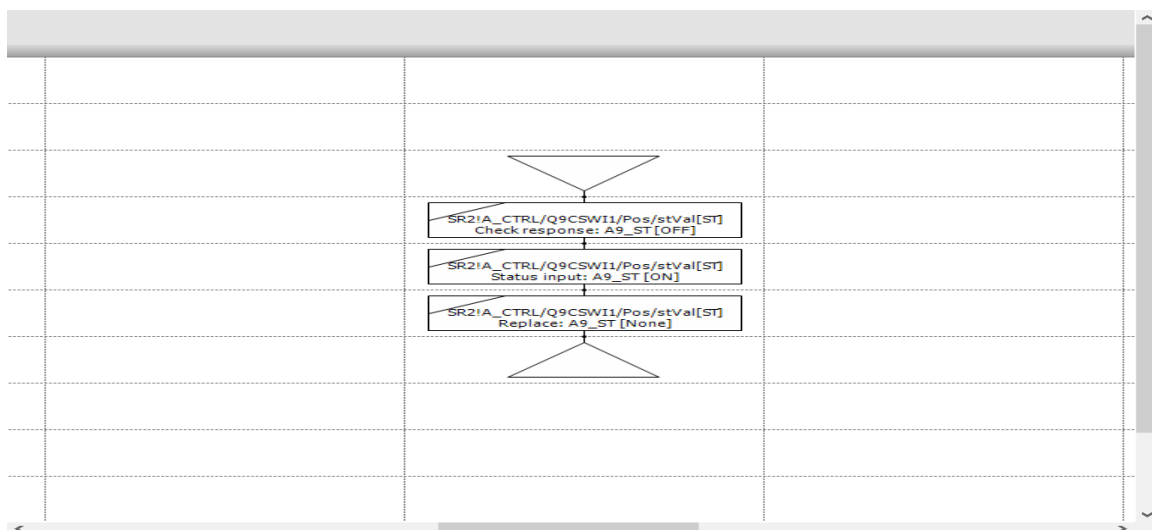 SR2!A_CTRL/Q9CSWI1/Pos/stVal[ST]
Check response: A9_ST [OFF]
SR2!A_CTRL/Q9CSWI1/Pos/stVal[ST]
Status input: A9_ST [ON]
SR2!A_CTRL/Q9CSWI1/Pos/stVal[ST]
Replace: A9_ST [None]